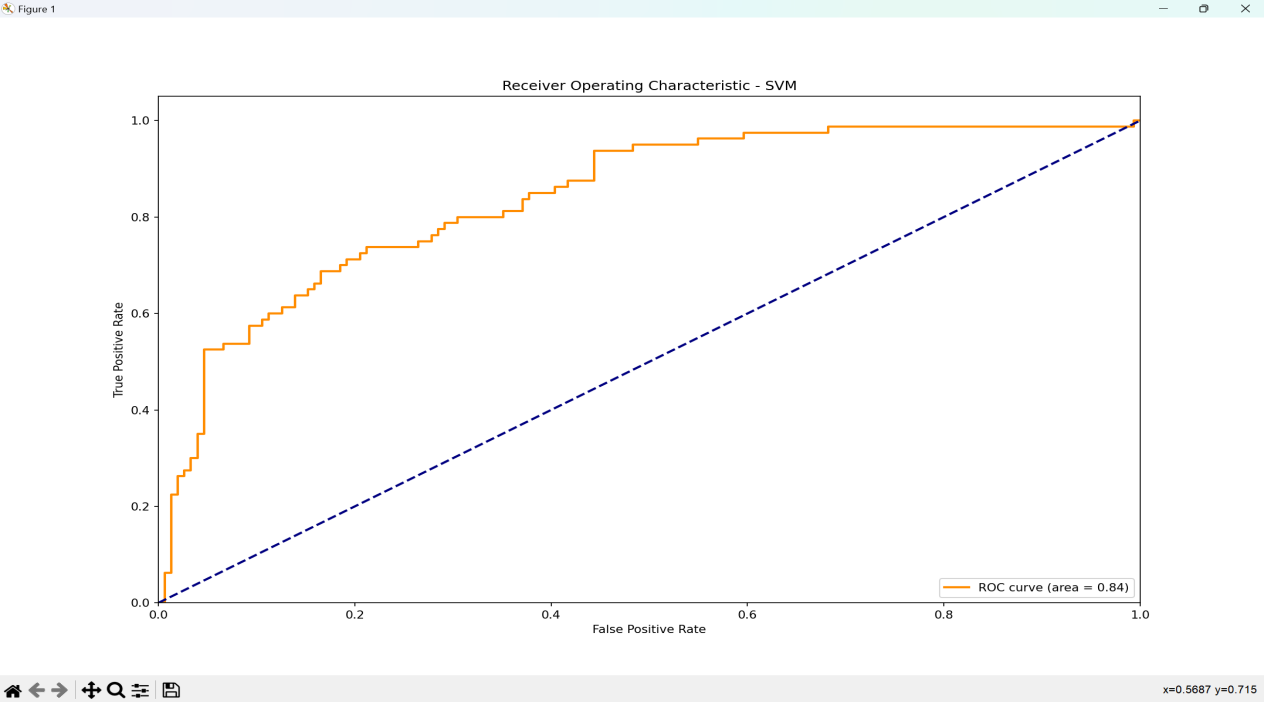 Figure 1
Receiver Operating Characteristic - SVM
1.0
0.8
0.6
0.4
0.2
0.0
True Positive Rate
ROC curve (area = 0.84)
0.0 0.2 0.4 0.6 0.8 1.0
False Positive Rate
x=0.5687 y=0.715